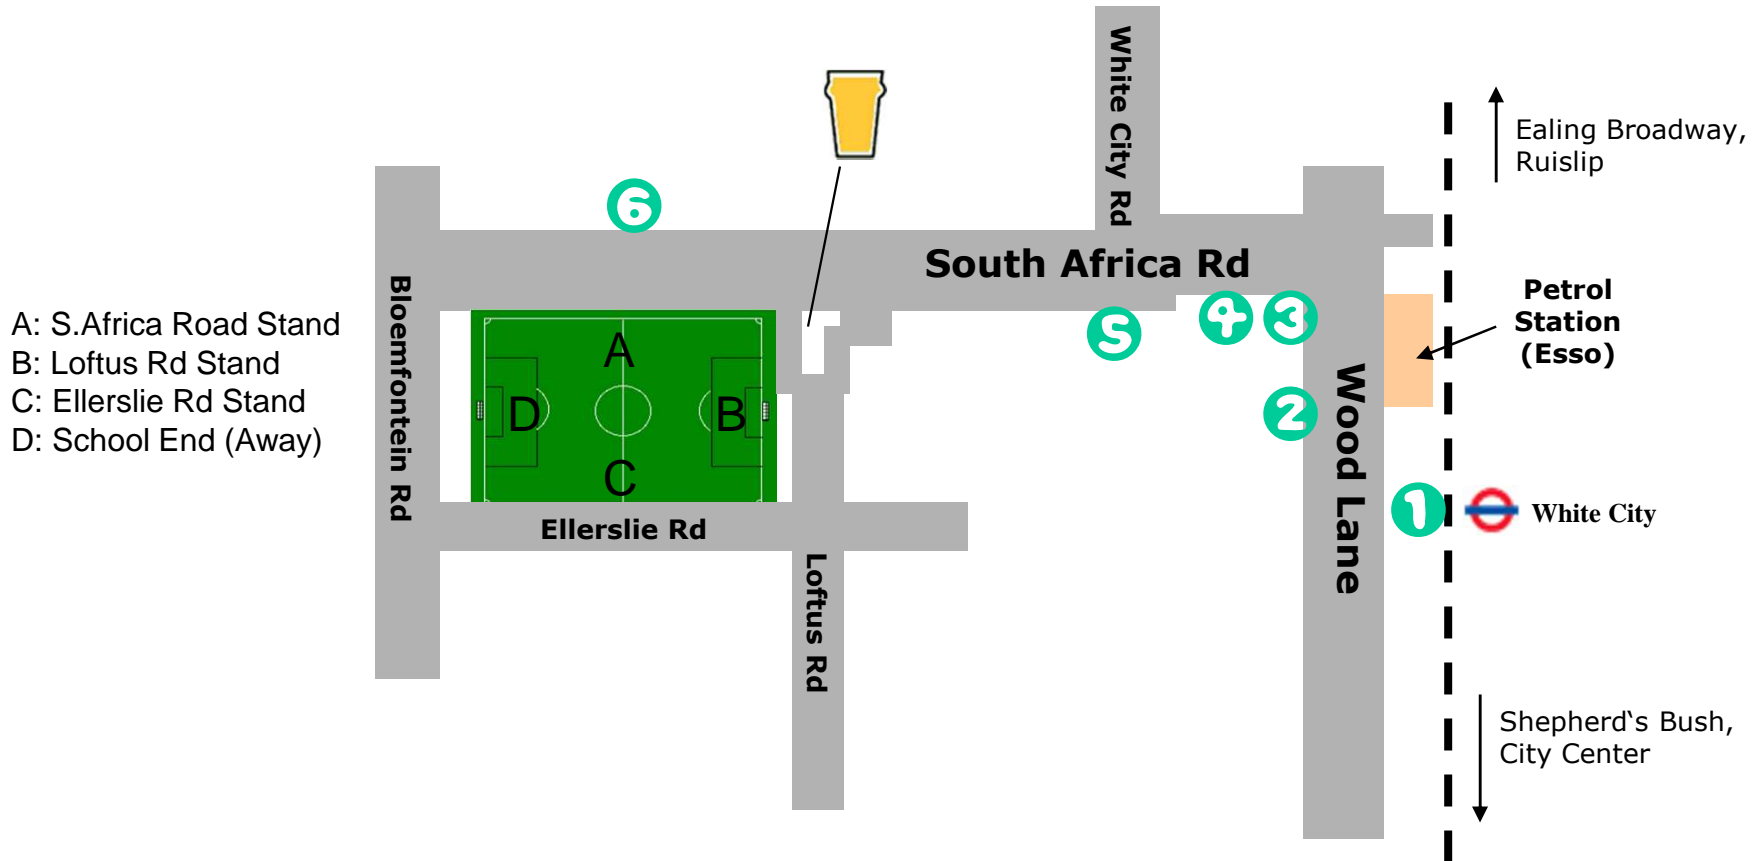 White City Rd
Ealing Broadway,
Ruislip
6
South Africa Rd
Bloemfontein Rd
A: S.Africa Road Stand
B: Loftus Rd Stand
C: Ellerslie Rd Stand
D: School End (Away)
A
D
B
C
5
4
3
2
1
Petrol
Station
(Esso)
Wood Lane
White City
Ellerslie Rd
Loftus Rd
Shepherd‘s Bush,
City Center